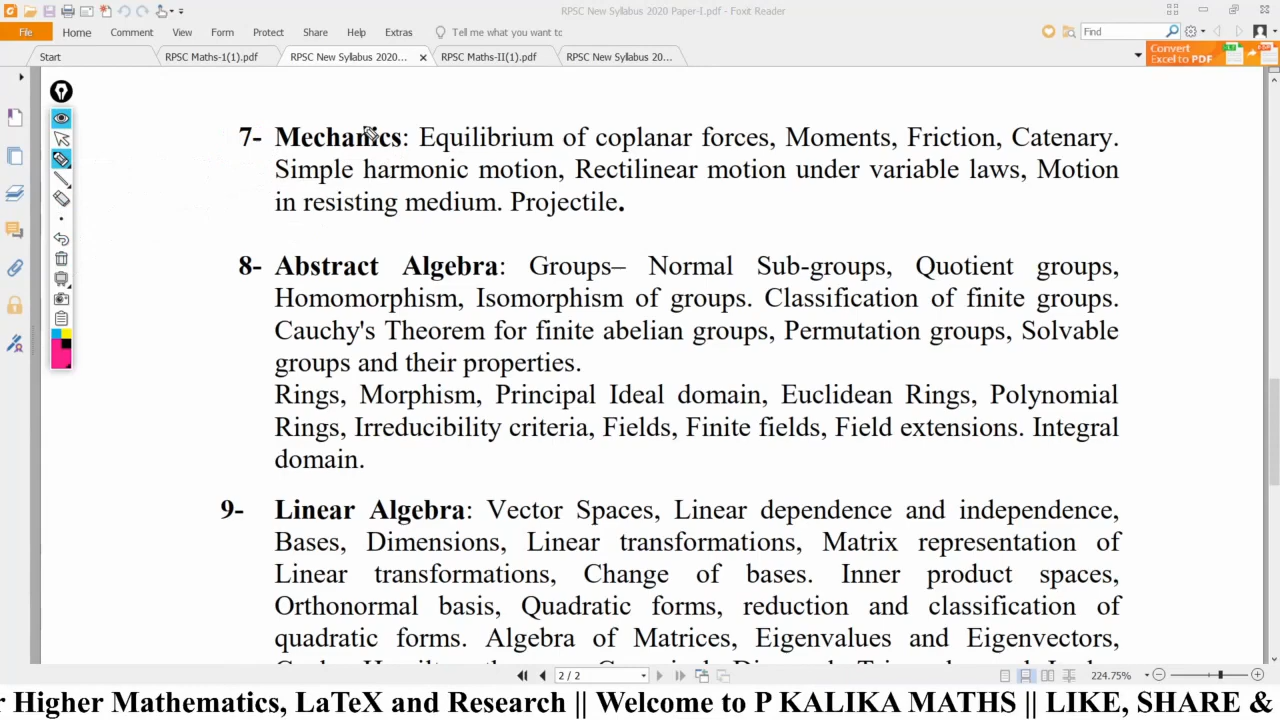 RPSC New Syllabus 2020 Paper-I.pdf - Foxit Reader
File Home Comment View Form Protect Share Help Extras Tell me what you want to Find
Start RPSC Maths-1(1).pdf RPSC New Syllabus 2020... RPSC Maths-II(1).pdf RPSC New Syllabus 20...
Convert
Excel to PDF
7- Mechanics: Equilibrium of coplanar forces, Moments, Friction, Catenary.
Simple harmonic motion, Rectilinear motion under variable laws, Motion
in resisting medium. Projectile.
8- Abstract Algebra: Groups– Normal Sub-groups, Quotient groups,
Homomorphism, Isomorphism of groups. Classification of finite groups.
Cauchy's Theorem for finite abelian groups, Permutation groups, Solvable
groups and their properties.
Rings, Morphism, Principal Ideal domain, Euclidean Rings, Polynomial
Rings, Irreducibility criteria, Fields, Finite fields, Field extensions. Integral
domain.
9- Linear Algebra: Vector Spaces, Linear dependence and independence,
Bases, Dimensions, Linear transformations, Matrix representation of
Linear transformations, Change of bases. Inner product spaces,
Orthonormal basis, Quadratic forms, reduction and classification of
quadratic forms. Algebra of Matrices, Eigenvalues and Eigenvectors,
2 / 2 224.75%
r Higher Mathematics, LaTeX and Research || Welcome to P KALIKA MATHS || LIKE, SHARE &